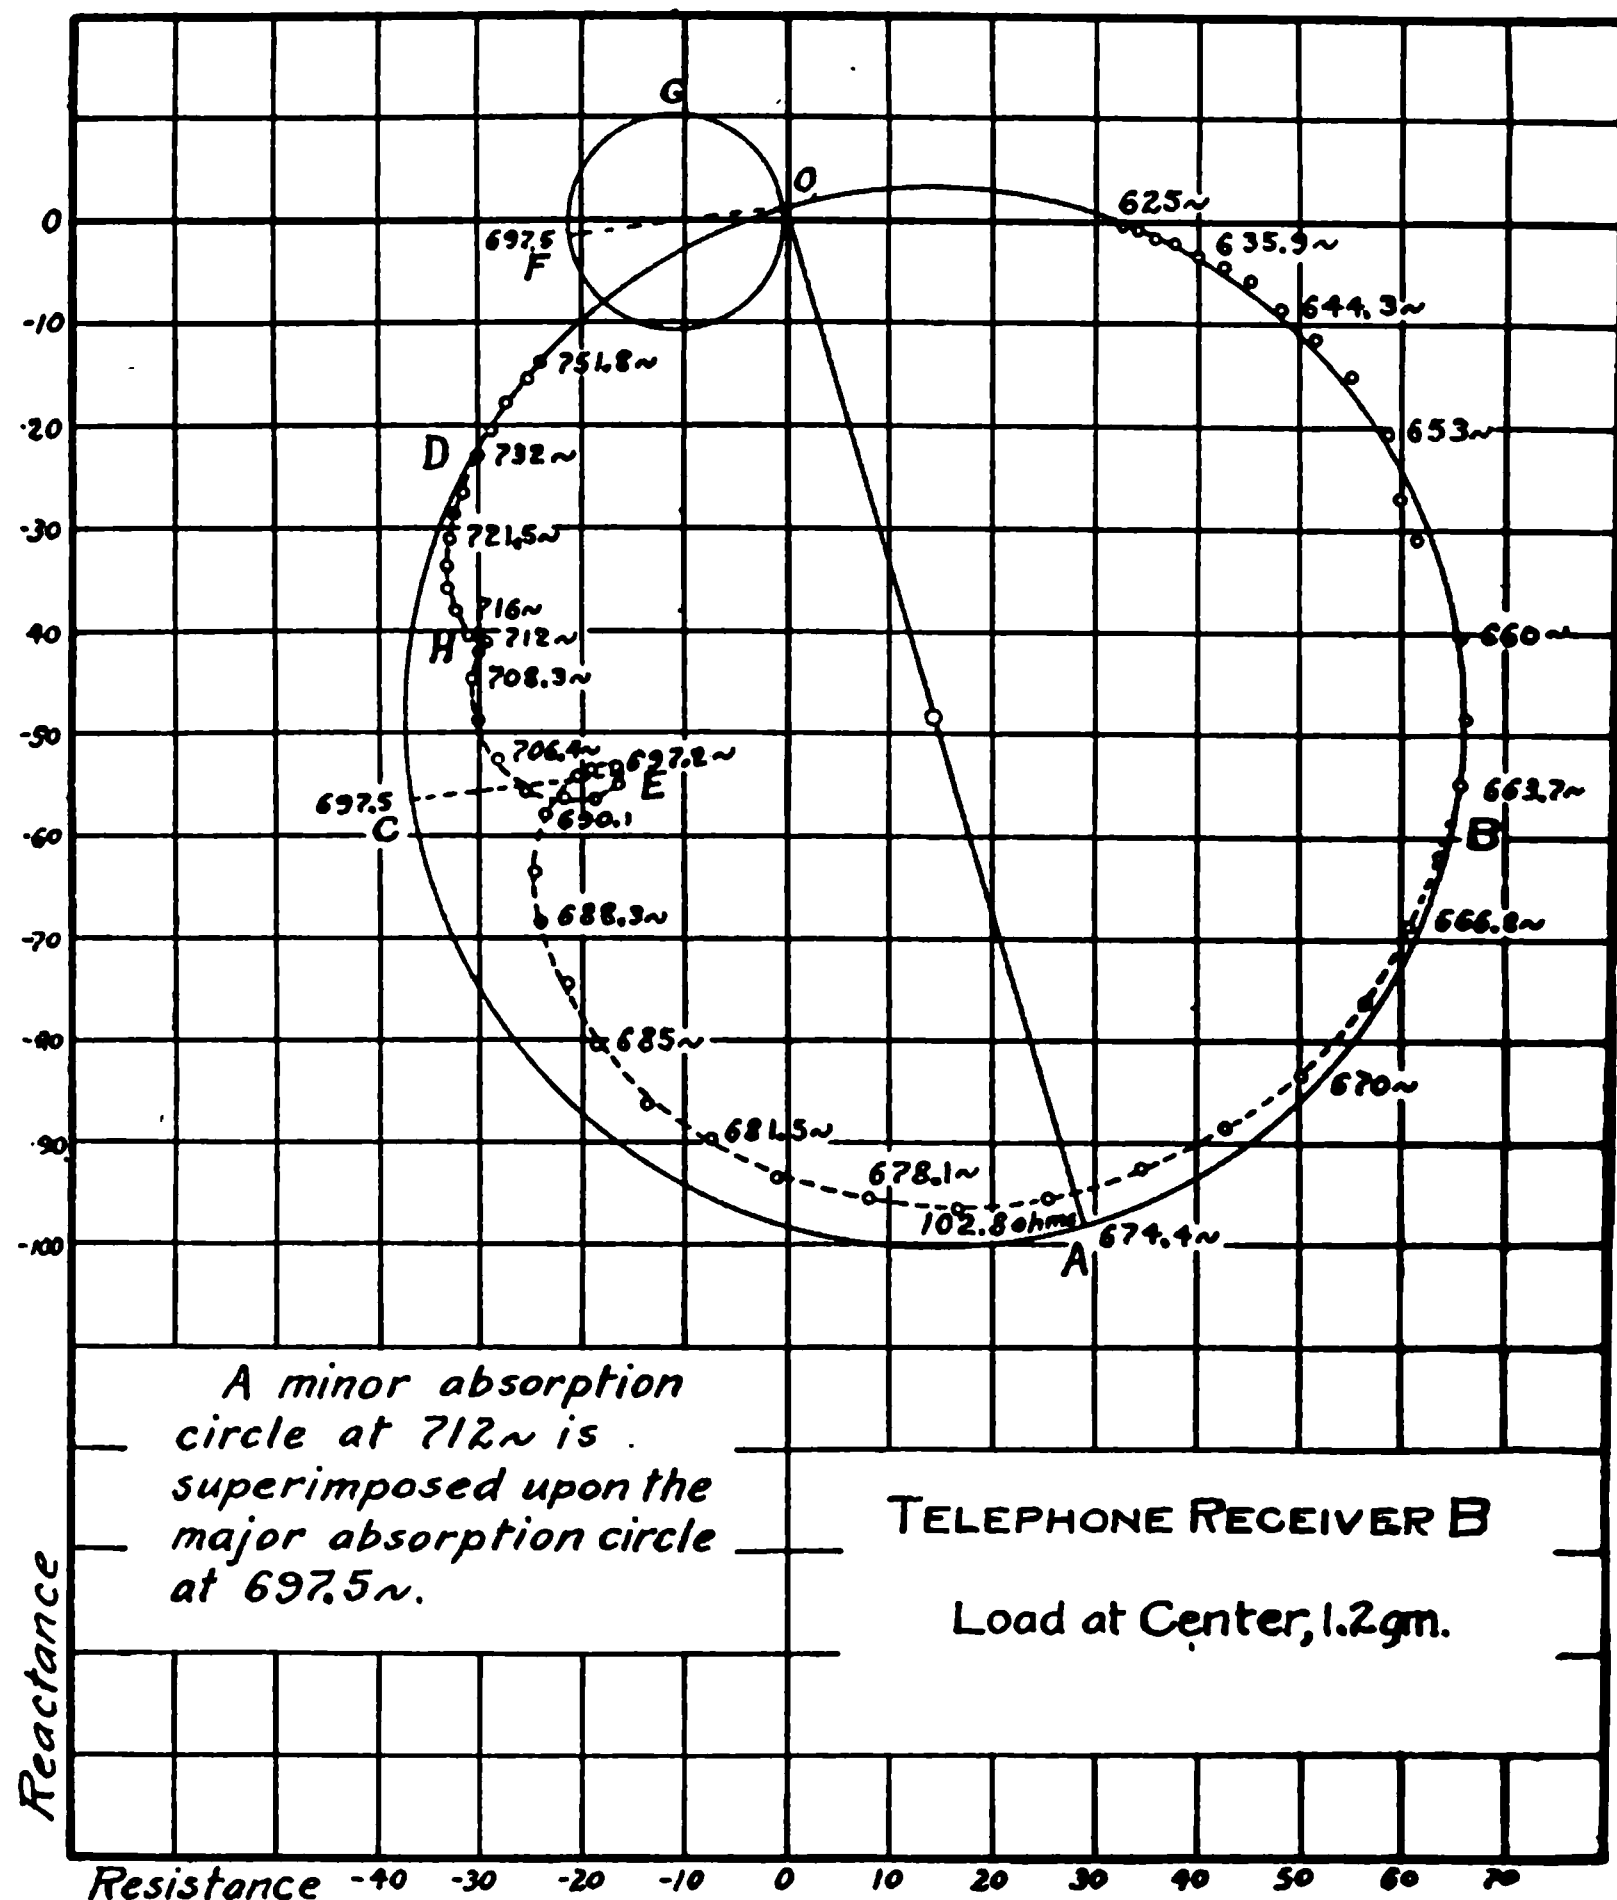 G
O
0 625~
697.5 635.9~
F
-10 644.3~
751.8~
-20 D 732~ 653~
-30 721.5~
716~
-40 H 712~ 660~
708.3~
-50 706.4~ 697.2~
697.5 E 663.7~
C 690.1
-60 B
688.3~ 666.8~
-70
-80 685~ 670~
-90 681.5~
678.1~
102.8 ohms
-100 A 674.4~
A minor absorption
circle at 712~ is
superimposed upon the
major absorption circle
at 697.5~.
TELEPHONE RECEIVER B
Load at Center, 1.2gm.
Reactance
Resistance -40 -30 -20 -10 0 10 20 30 40 50 60 70